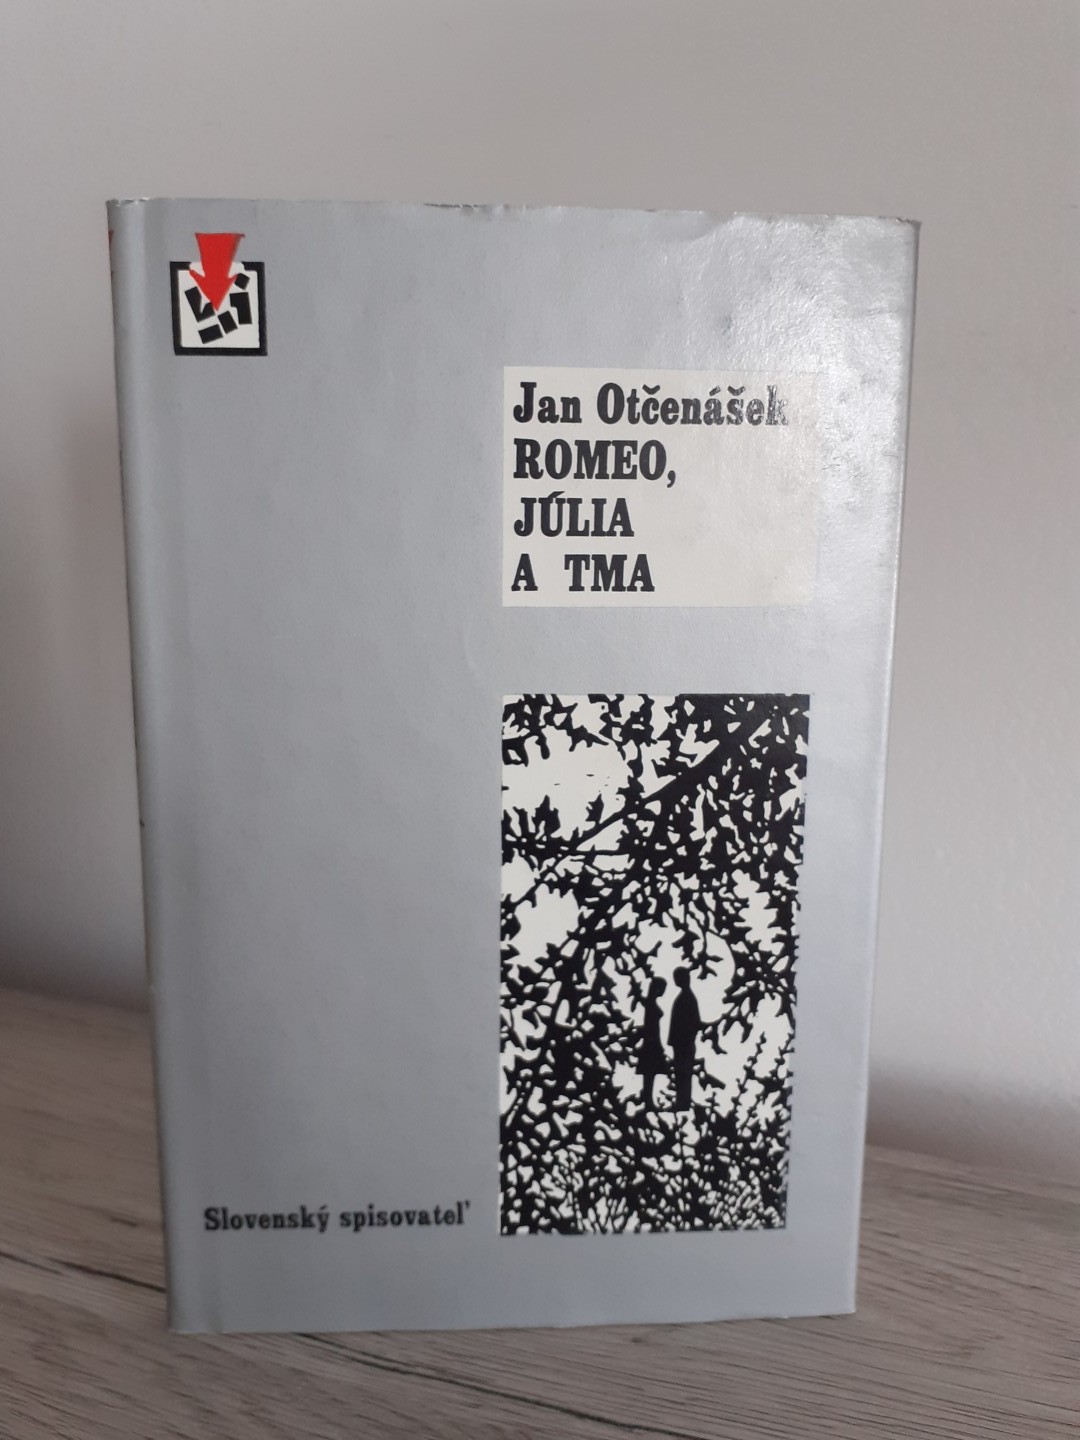 Jan Otčenášek
ROMEO,
JÚLIA
A TMA
Slovenský spisovateľ